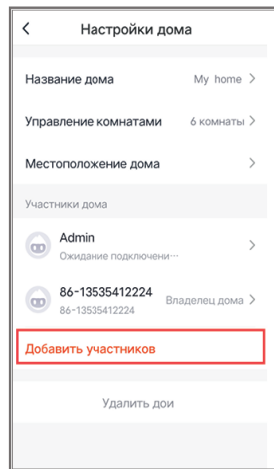 Настройки дома
Название дома My home
Управление комнатами 6 комнаты
Местоположение дома
Участники дома
Admin
Ожидание подключени...
86-13535412224
Владелец дома
86-13535412224
Добавить участников
Удалить дои